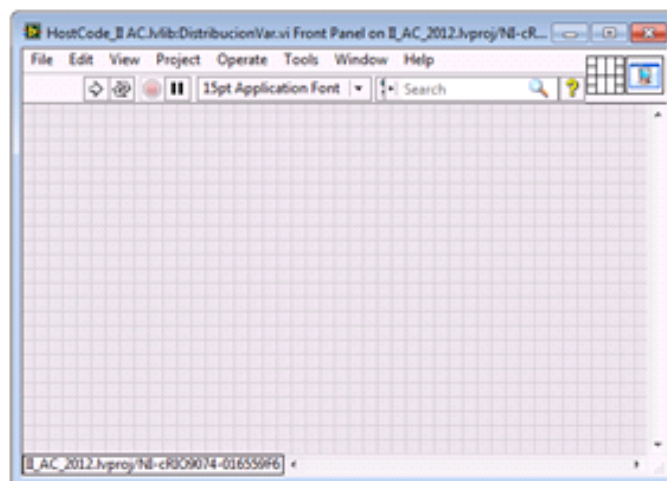 HostCode_II AC.lvlib:DistribucionVar.vi Front Panel on II_AC_2012.lvproj/NI-cR...
File Edit View Project Operate Tools Window Help
15pt Application Font Search ?
II_AC_2012.lvproj/NI-cRIO9074-016559F6